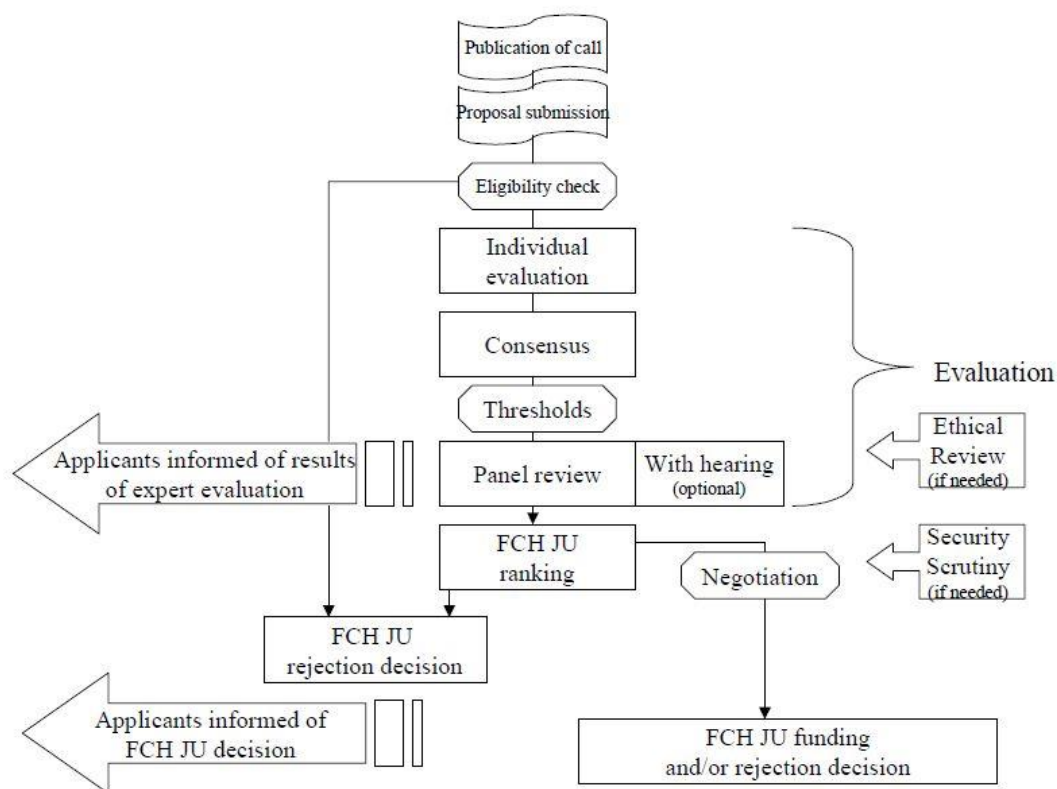 Publication of call
Proposal submission
Eligibility check
Individual
evaluation
Consensus
Evaluation
Thresholds
Ethical
Review
(if needed)
Applicants informed of results
of expert evaluation
Panel review
With hearing
(optional)
FCH JU
ranking
Security
Scrutiny
(if needed)
Negotiation
FCH JU
rejection decision
Applicants informed of
FCH JU decision
FCH JU funding
and/or rejection decision